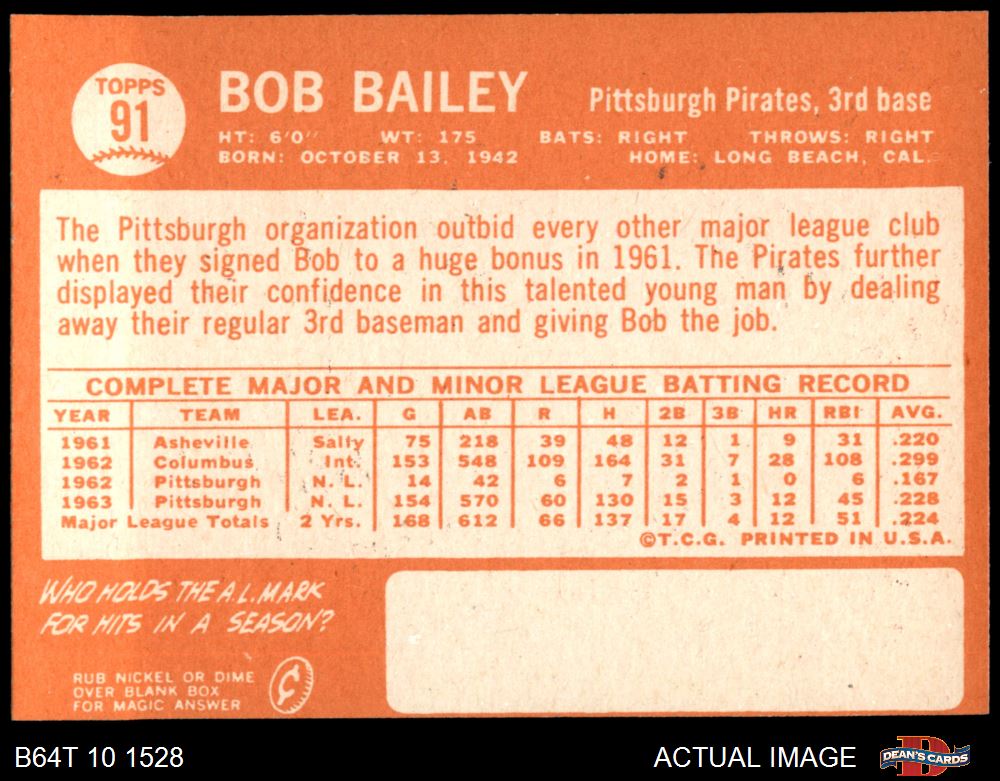 TOPPS
91
BOB BAILEY
Pittsburgh Pirates, 3rd base
HT: 6'0" WT: 175 BATS: RIGHT THROWS: RIGHT
BORN: OCTOBER 13, 1942 HOME: LONG BEACH, CAL.
The Pittsburgh organization outbid every other major league club
when they signed Bob to a huge bonus in 1961. The Pirates further
displayed their confidence in this talented young man by dealing
away their regular 3rd baseman and giving Bob the job.
COMPLETE MAJOR AND MINOR LEAGUE BATTING RECORD
YEAR TEAM LEA. G AB R H 2B 3B HR RBI AVG.
1961 Asheville Sally 75 218 39 48 12 1 9 31 .220
1962 Columbus Int. 153 548 109 164 31 7 28 108 .299
1962 Pittsburgh N. L. 14 42 6 7 2 1 0 6 .167
1963 Pittsburgh N. L. 154 570 60 130 15 3 12 45 .228
Major League Totals 2 Yrs. 168 612 66 137 17 4 12 51 .224
©T.C.G. PRINTED IN U.S.A.
WHO HOLDS THE A.L. MARK
FOR HITS IN A SEASON?
RUB NICKEL OR DIME
OVER BLANK BOX
FOR MAGIC ANSWER
¢
B64T 10 1528
ACTUAL IMAGE
DEAN'S CARDS